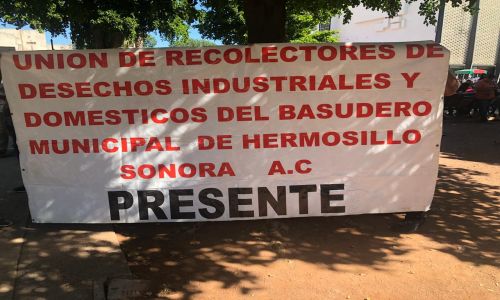 UNION DE RECOLECTORES DE
DESECHOS INDUSTRIALES Y
DOMESTICOS DEL BASUDERO
MUNICIPAL DE HERMOSILLO
SONORA A.C
PRESENTE